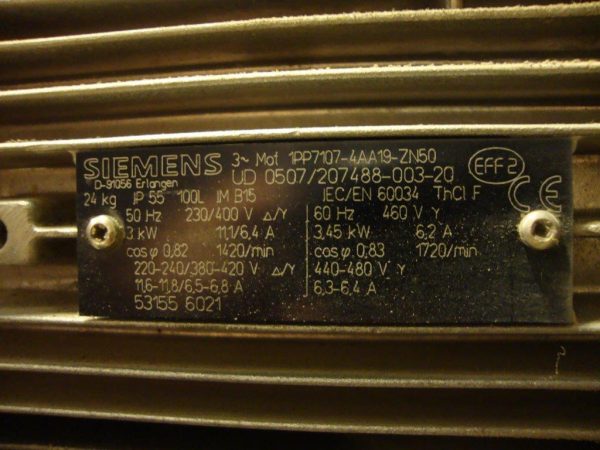 SIEMENS 3~ Mot 1PP7107-4AA19-ZN50
D-91056 Erlangen UD 0507/207488-003-20 EFF2
24 kg IP 55 100L IM B15 IEC/EN 60034 ThCl F CE
50 Hz 230/400 V △/Y 60 Hz 460 V Y
3 kW 11,1/6,4 A 3,45 kW 6,2 A
cos φ 0,82 1420/min cos φ 0,83 1720/min
220-240/380-420 V △/Y 440-480 V Y
11,6-11,8/6,5-6,8 A 6,3-6,4 A
53155 6021